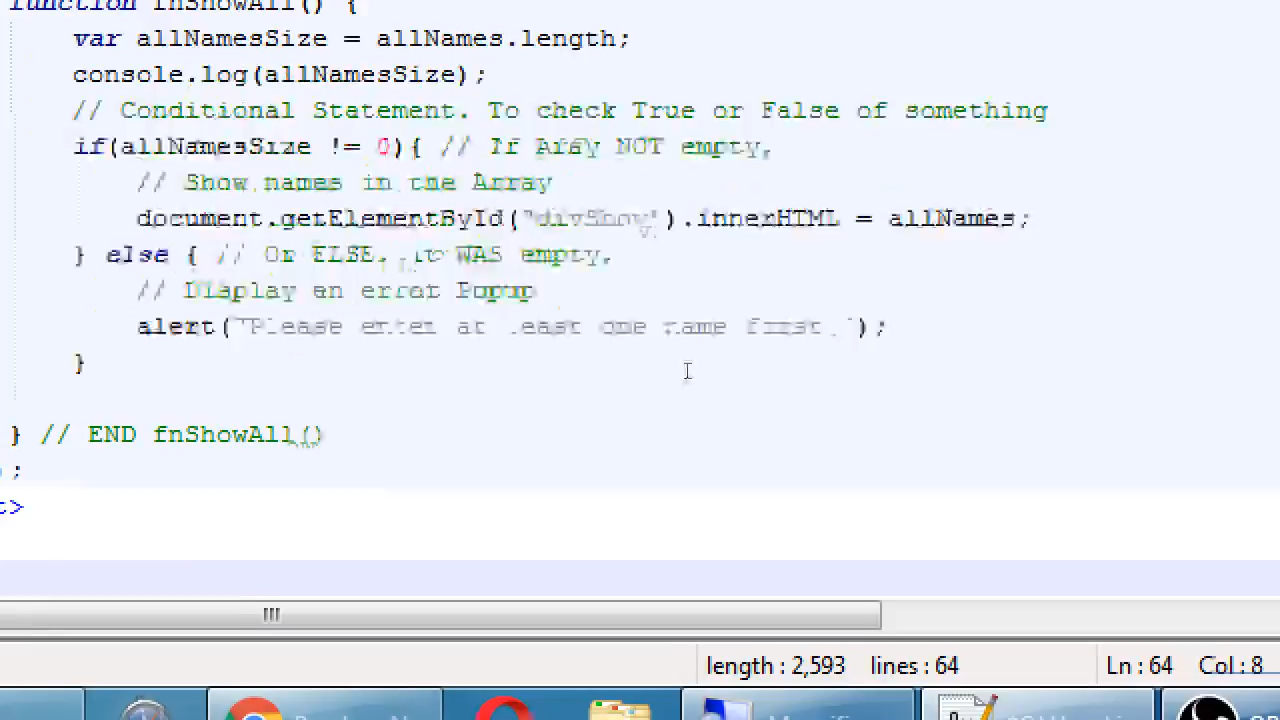 function fnShowAll() {
var allNamesSize = allNames.length;
console.log(allNamesSize);
// Conditional Statement. To check True or False of something
if(allNamesSize != 0){ // If Array NOT empty,
// Show names in the Array
document.getElementById("divShow").innerHTML = allNames;
} else { // Or ELSE, it WAS empty,
// Display an error Popup
alert("Please enter at least one name first.");
}
} // END fnShowAll()
;
t>
length : 2,593 lines : 64
Ln : 64 Col : 8